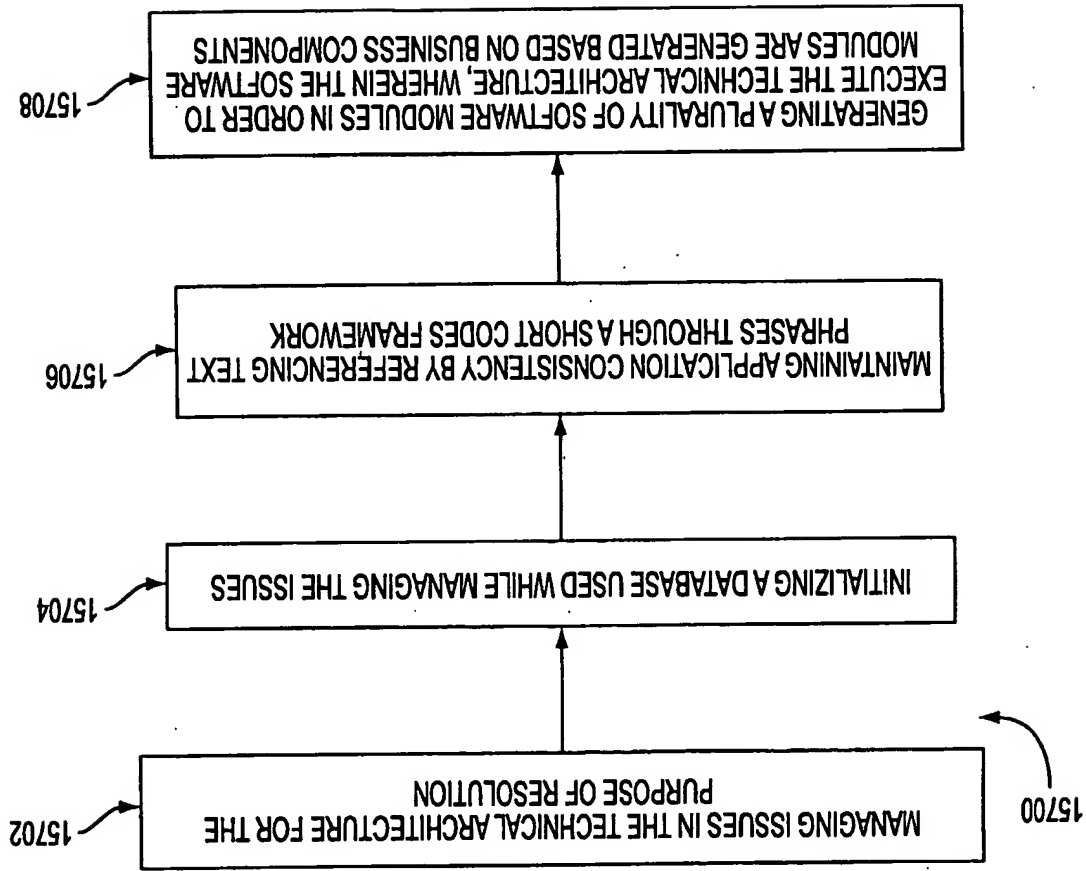 15700
MANAGING ISSUES IN THE TECHNICAL ARCHITECTURE FOR THE
PURPOSE OF RESOLUTION
15702
INITIALIZING A DATABASE USED WHILE MANAGING THE ISSUES
15704
MAINTAINING APPLICATION CONSISTENCY BY REFERENCING TEXT
PHRASES THROUGH A SHORT CODES FRAMEWORK
15706
GENERATING A PLURALITY OF SOFTWARE MODULES IN ORDER TO
EXECUTE THE TECHNICAL ARCHITECTURE, WHEREIN THE SOFTWARE
MODULES ARE GENERATED BASED ON BUSINESS COMPONENTS
15708